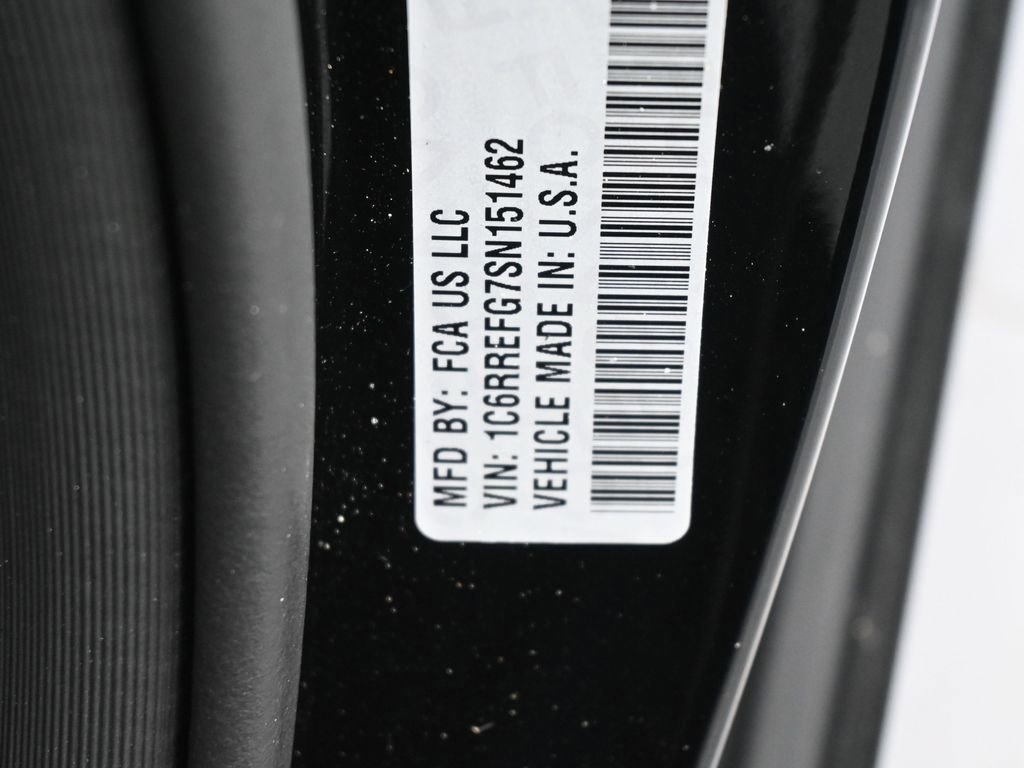 MFD BY: FCA US LLC
VIN: 1C6RREFG7SN151462
VEHICLE MADE IN: U.S.A.